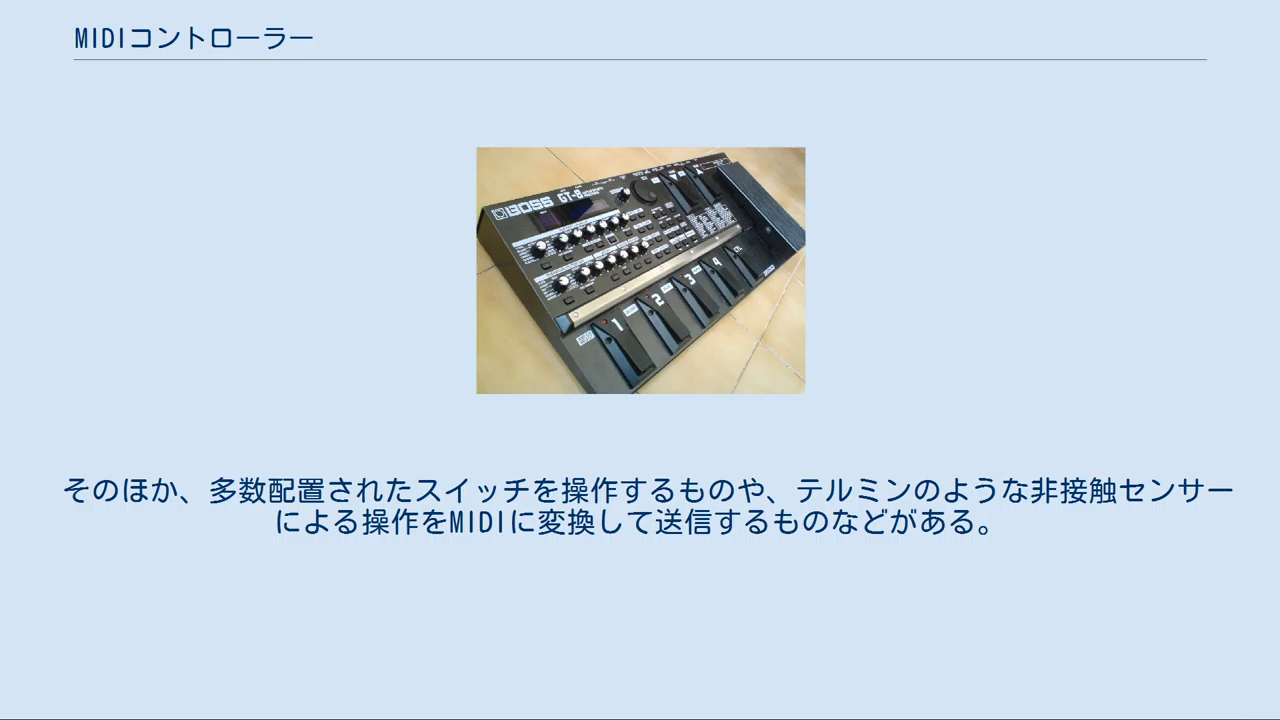 MIDIコントローラー
BOSS GT-8
1
2
3
4
CTL
そのほか、多数配置されたスイッチを操作するものや、テルミンのような非接触センサー
による操作をMIDIに変換して送信するものなどがある。